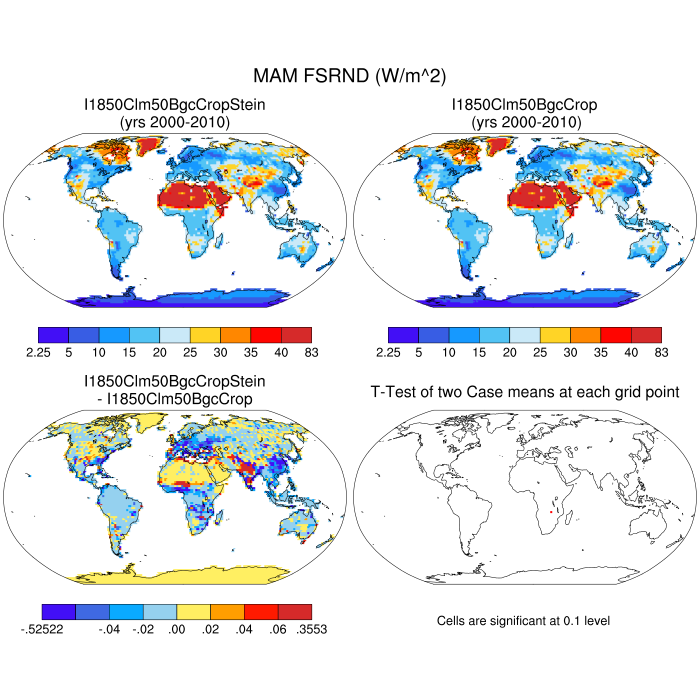 MAM FSRND (W/m^2)
I1850Clm50BgcCropStein
(yrs 2000-2010)
I1850Clm50BgcCrop
(yrs 2000-2010)
2.25 5 10 15 20 25 30 35 40 83
2.25 5 10 15 20 25 30 35 40 83
I1850Clm50BgcCropStein
- I1850Clm50BgcCrop
T-Test of two Case means at each grid point
-.52522 -.04 -.02 .00 .02 .04 .06 .3553
Cells are significant at 0.1 level